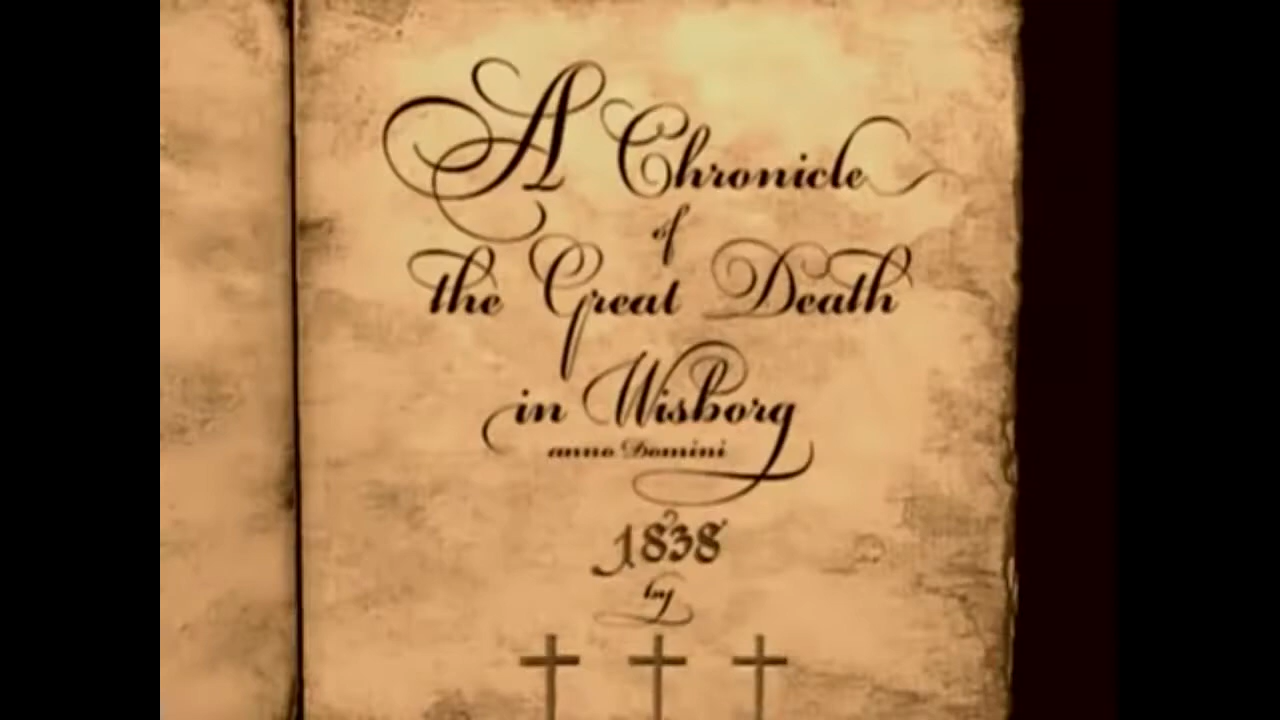 A Chronicle
of
the Great Death
in Wisborg
anno Domini
1838
by